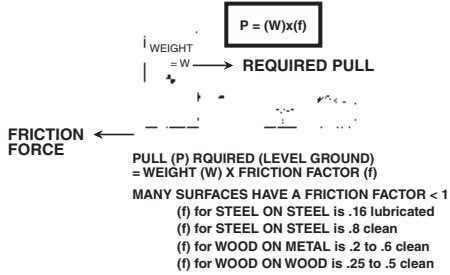 P = (W)x(f)
WEIGHT
= W
REQUIRED PULL
FRICTION
FORCE
PULL (P) RQUIRED (LEVEL GROUND)
= WEIGHT (W) X FRICTION FACTOR (f)
MANY SURFACES HAVE A FRICTION FACTOR < 1
(f) for STEEL ON STEEL is .16 lubricated
(f) for STEEL ON STEEL is .8 clean
(f) for WOOD ON METAL is .2 to .6 clean
(f) for WOOD ON WOOD is .25 to .5 clean